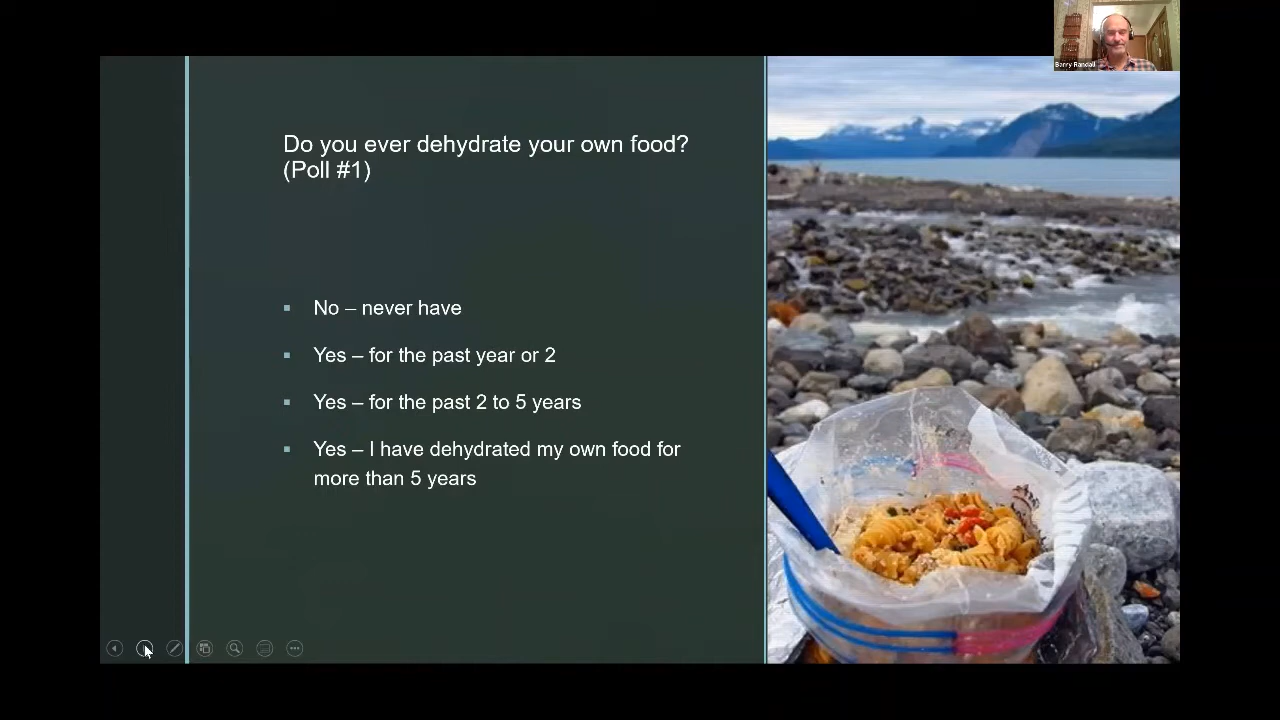 Barry Randall
Do you ever dehydrate your own food?
(Poll #1)
▪ No – never have
▪ Yes – for the past year or 2
▪ Yes – for the past 2 to 5 years
▪ Yes – I have dehydrated my own food for
more than 5 years